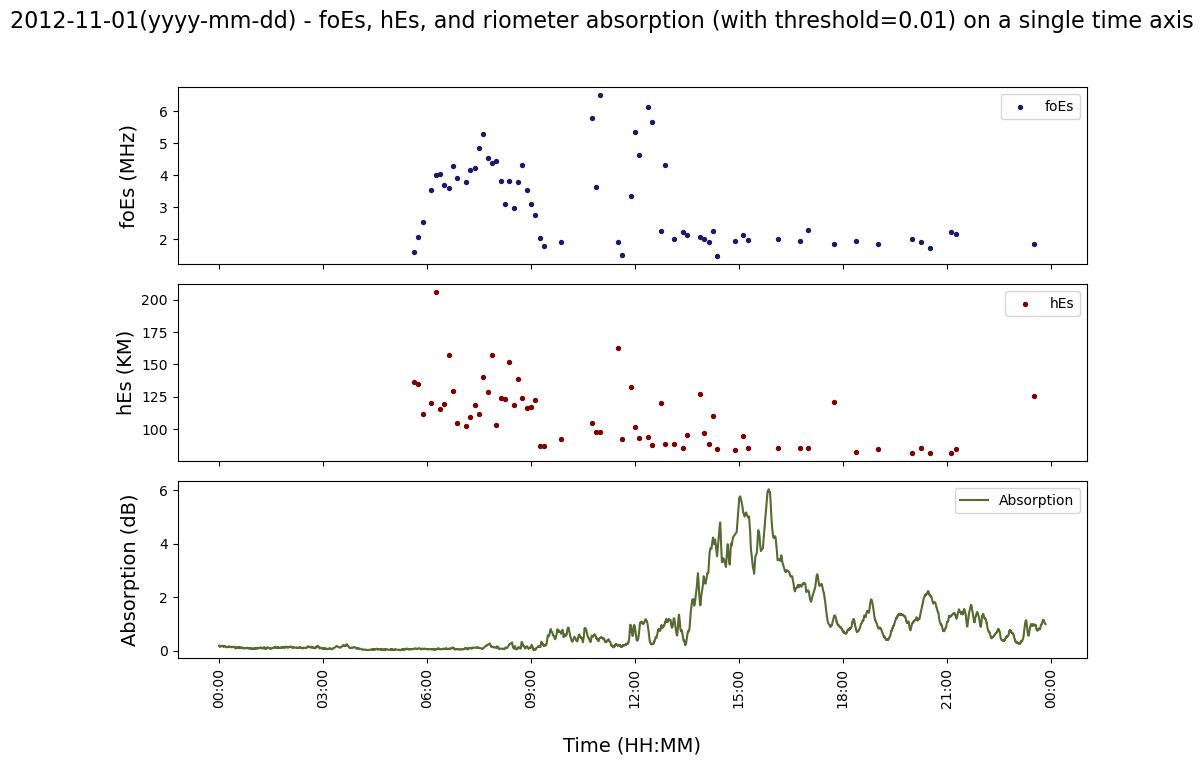 2012-11-01(yyyy-mm-dd) - foEs, hEs, and riometer absorption (with threshold=0.01) on a single time axis
foEs (MHz)
6
5
4
3
2
foEs
hEs (KM)
200
175
150
125
100
hEs
Absorption (dB)
6
4
2
0
Absorption
00:00 03:00 06:00 09:00 12:00 15:00 18:00 21:00 00:00
Time (HH:MM)